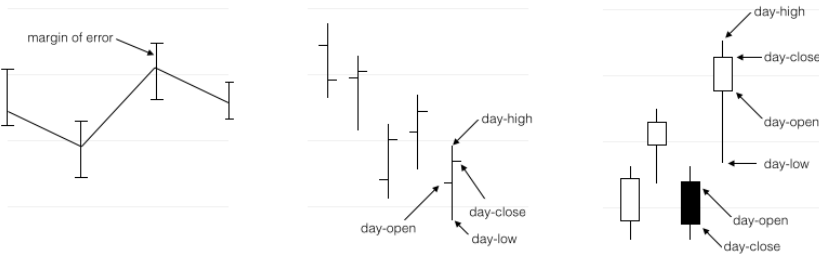 margin of error
day-high
day-close
day-open
day-low
day-high
day-close
day-open
day-low
day-open
day-close